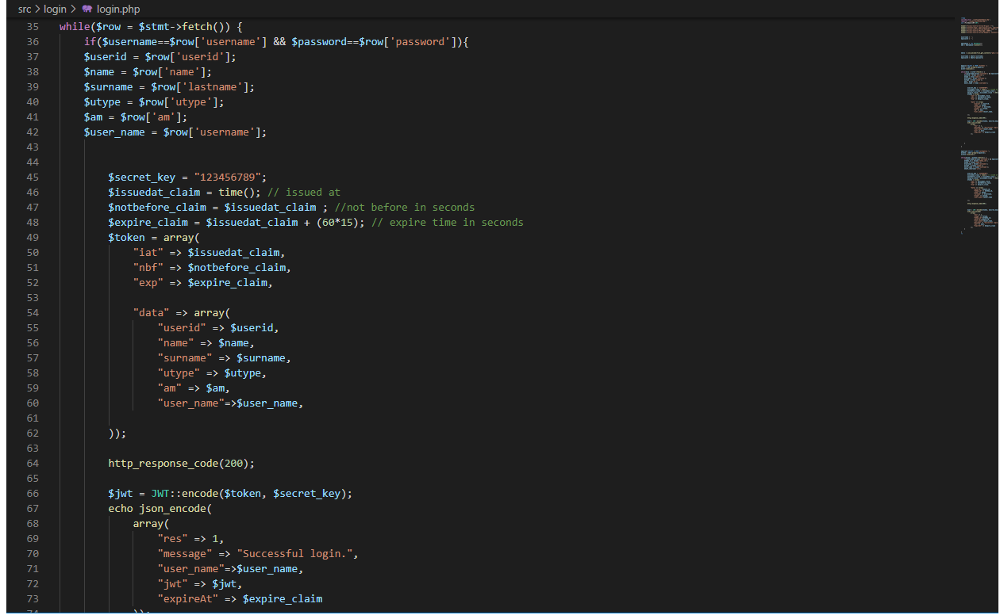 src > login > login.php
35 while($row = $stmt->fetch()) {
36 if($username==$row['username'] && $password==$row['password']){
37 $userid = $row['userid'];
38 $name = $row['name'];
39 $surname = $row['lastname'];
40 $utype = $row['utype'];
41 $am = $row['am'];
42 $user_name = $row['username'];
43
44
45 $secret_key = "123456789";
46 $issuedat_claim = time(); // issued at
47 $notbefore_claim = $issuedat_claim ; //not before in seconds
48 $expire_claim = $issuedat_claim + (60*15); // expire time in seconds
49 $token = array(
50 "iat" => $issuedat_claim,
51 "nbf" => $notbefore_claim,
52 "exp" => $expire_claim,
53
54 "data" => array(
55 "userid" => $userid,
56 "name" => $name,
57 "surname" => $surname,
58 "utype" => $utype,
59 "am" => $am,
60 "user_name"=>$user_name,
61
62 ));
63
64 http_response_code(200);
65
66 $jwt = JWT::encode($token, $secret_key);
67 echo json_encode(
68 array(
69 "res" => 1,
70 "message" => "Successful login.",
71 "user_name"=>$user_name,
72 "jwt" => $jwt,
73 "expireAt" => $expire_claim